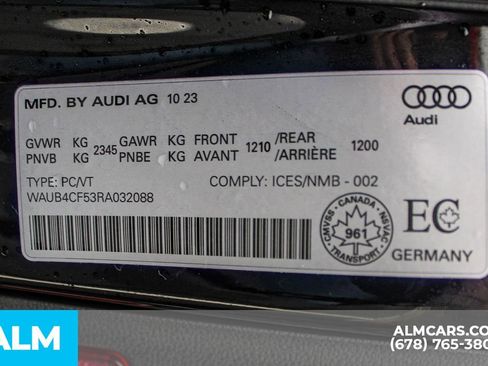 MFD. BY AUDI AG 10 23
Audi
GVWR KG 2345 GAWR KG FRONT 1210 /REAR 1200
PNVB KG PNBE KG AVANT /ARRIÈRE
TYPE: PC/VT
COMPLY: ICES/NMB - 002
WAUB4CF53RA032088
CMVSS NSVAC
961
TRANSPORT
EC
GERMANY
ALM
ALMCARS.CO
(678) 765-380